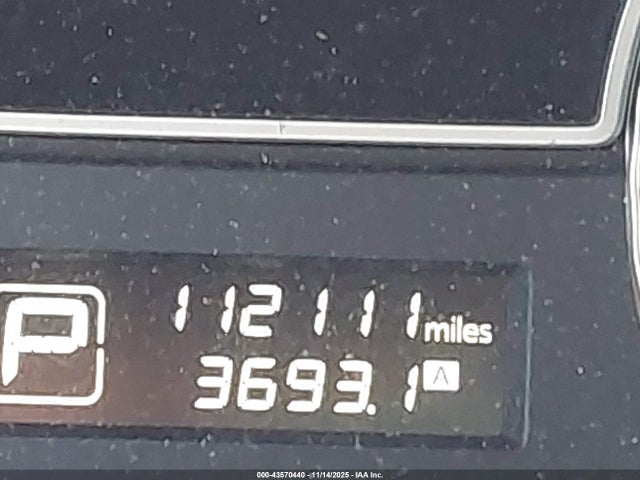 P
112111 miles
3693.1 A
000-43570440 - 11/14/2025 - IAA Inc.